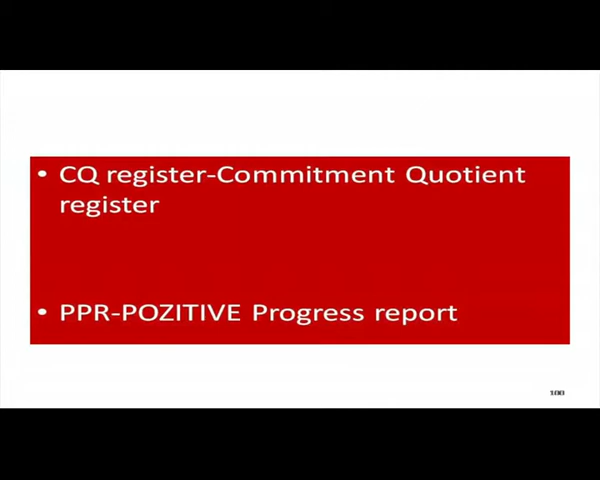 • CQ register-Commitment Quotient
register
• PPR-POZITIVE Progress report
100